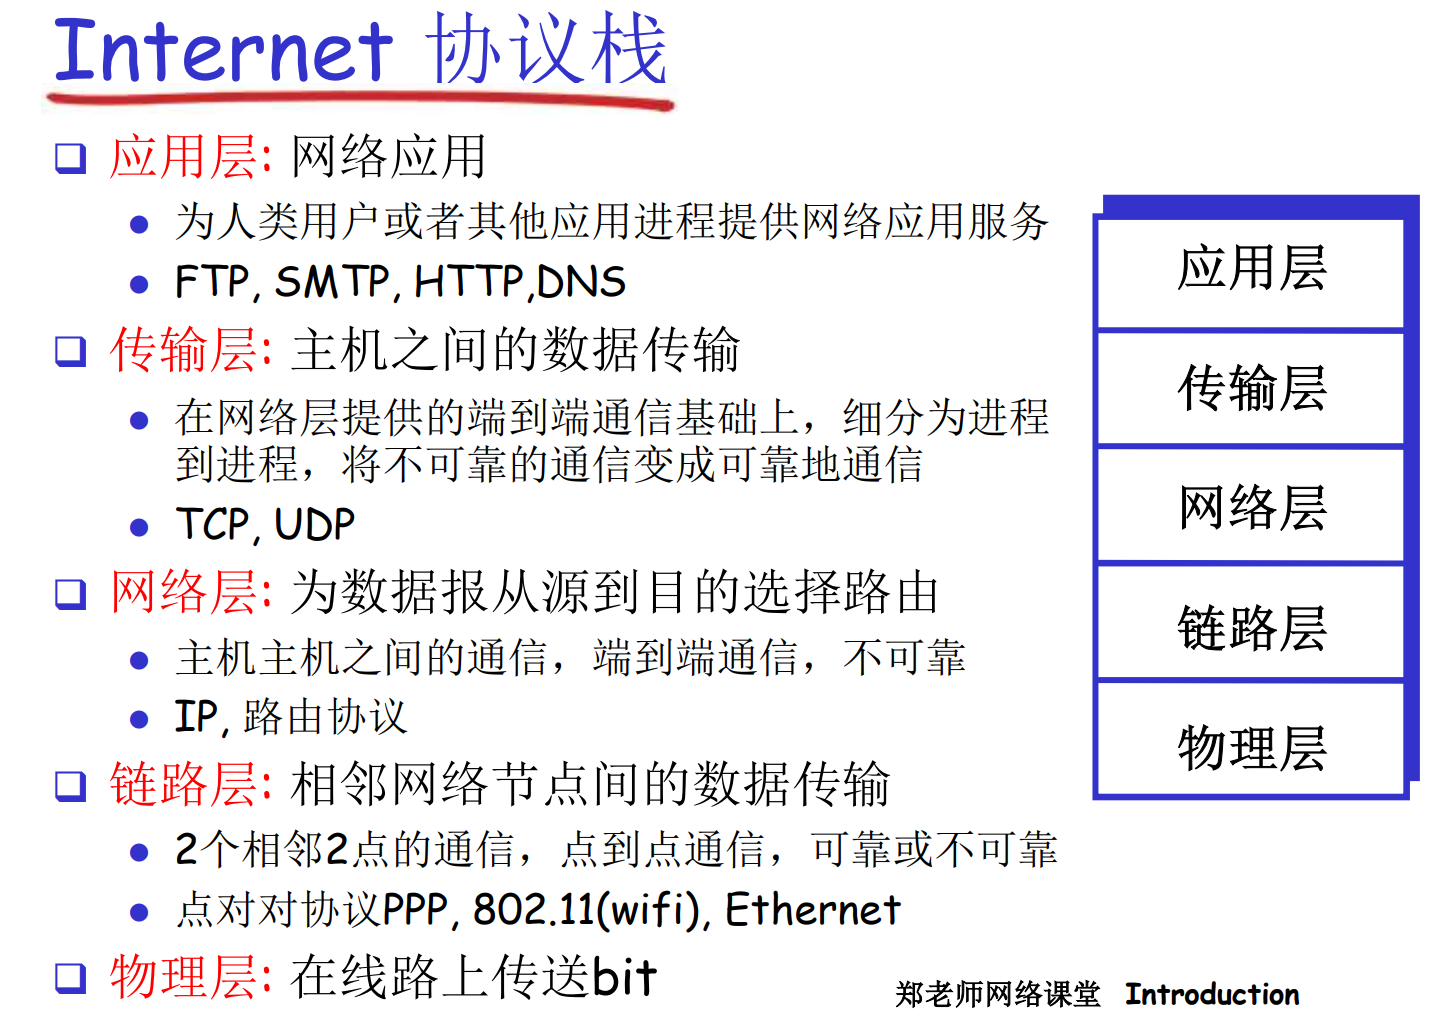 Internet 协议栈
应用层: 网络应用
为人类用户或者其他应用进程提供网络应用服务
FTP, SMTP, HTTP,DNS
传输层: 主机之间的数据传输
在网络层提供的端到端通信基础上，细分为进程
到进程，将不可靠的通信变成可靠地通信
TCP, UDP
网络层: 为数据报从源到目的选择路由
主机主机之间的通信，端到端通信，不可靠
IP, 路由协议
链路层: 相邻网络节点间的数据传输
2个相邻2点的通信，点到点通信，可靠或不可靠
点对对协议PPP, 802.11(wifi), Ethernet
物理层: 在线路上传送bit
应用层
传输层
网络层
链路层
物理层
郑老师网络课堂 Introduction